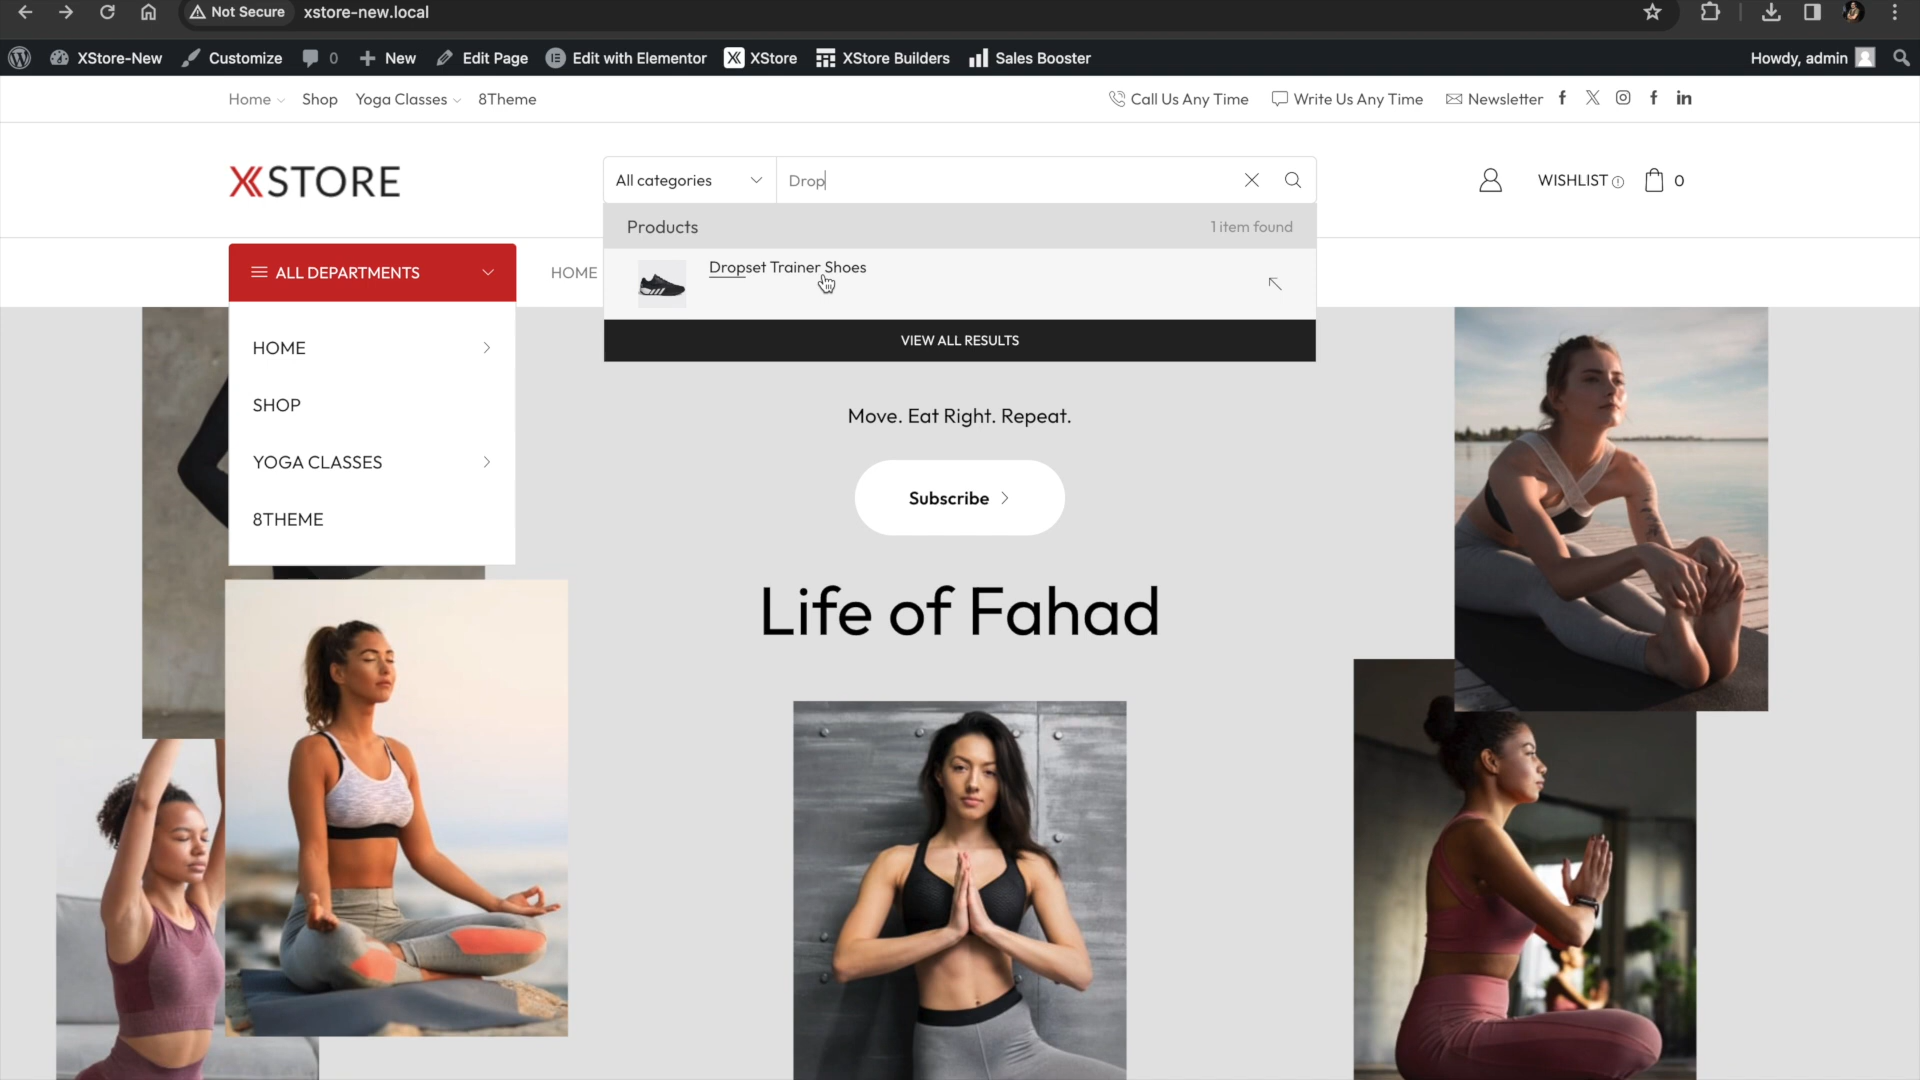 Not Secure xstore-new.local
XStore-New Customize 0 New Edit Page Edit with Elementor XStore XStore Builders Sales Booster Howdy, admin
Home Shop Yoga Classes 8Theme Call Us Any Time Write Us Any Time Newsletter
XSTORE All categories Drop WISHLIST 0
Products 1 item found
ALL DEPARTMENTS HOME Dropset Trainer Shoes
VIEW ALL RESULTS
HOME
SHOP
YOGA CLASSES
8THEME
Move. Eat Right. Repeat.
Subscribe
Life of Fahad